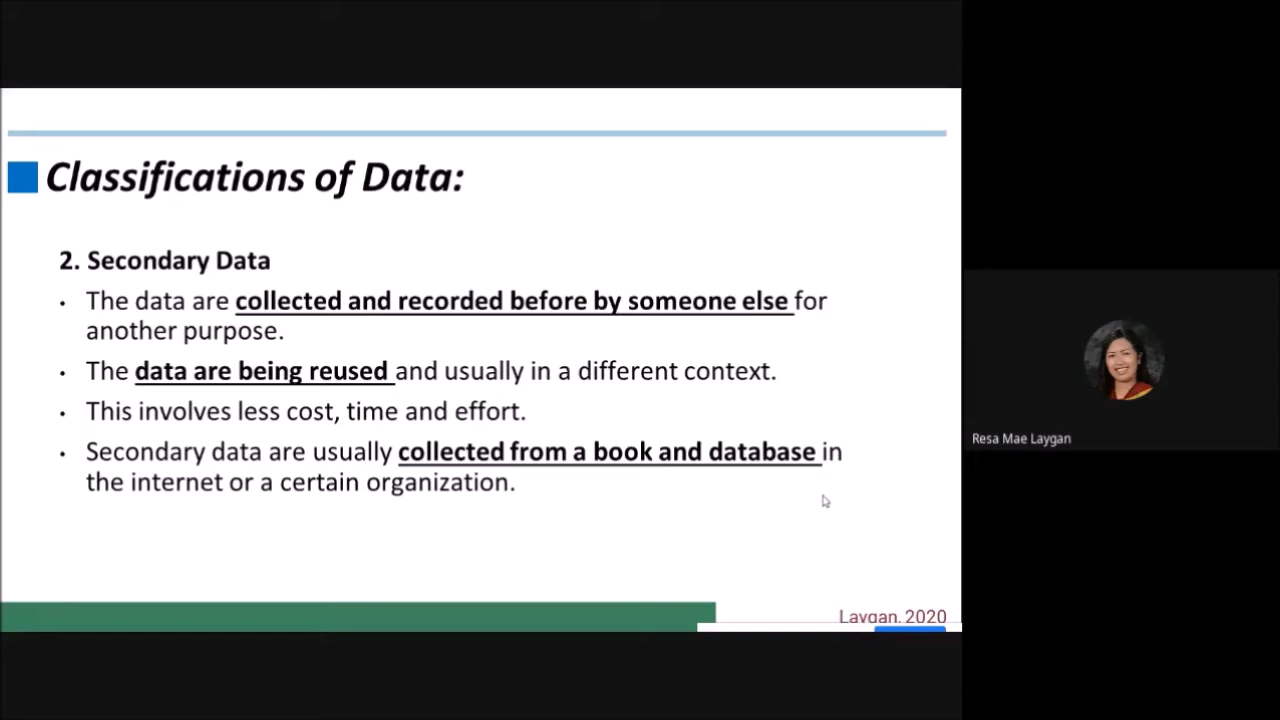 Classifications of Data:
2. Secondary Data
• The data are collected and recorded before by someone else for
another purpose.
• The data are being reused and usually in a different context.
• This involves less cost, time and effort.
• Secondary data are usually collected from a book and database in
the internet or a certain organization.
Laygan, 2020
Resa Mae Laygan